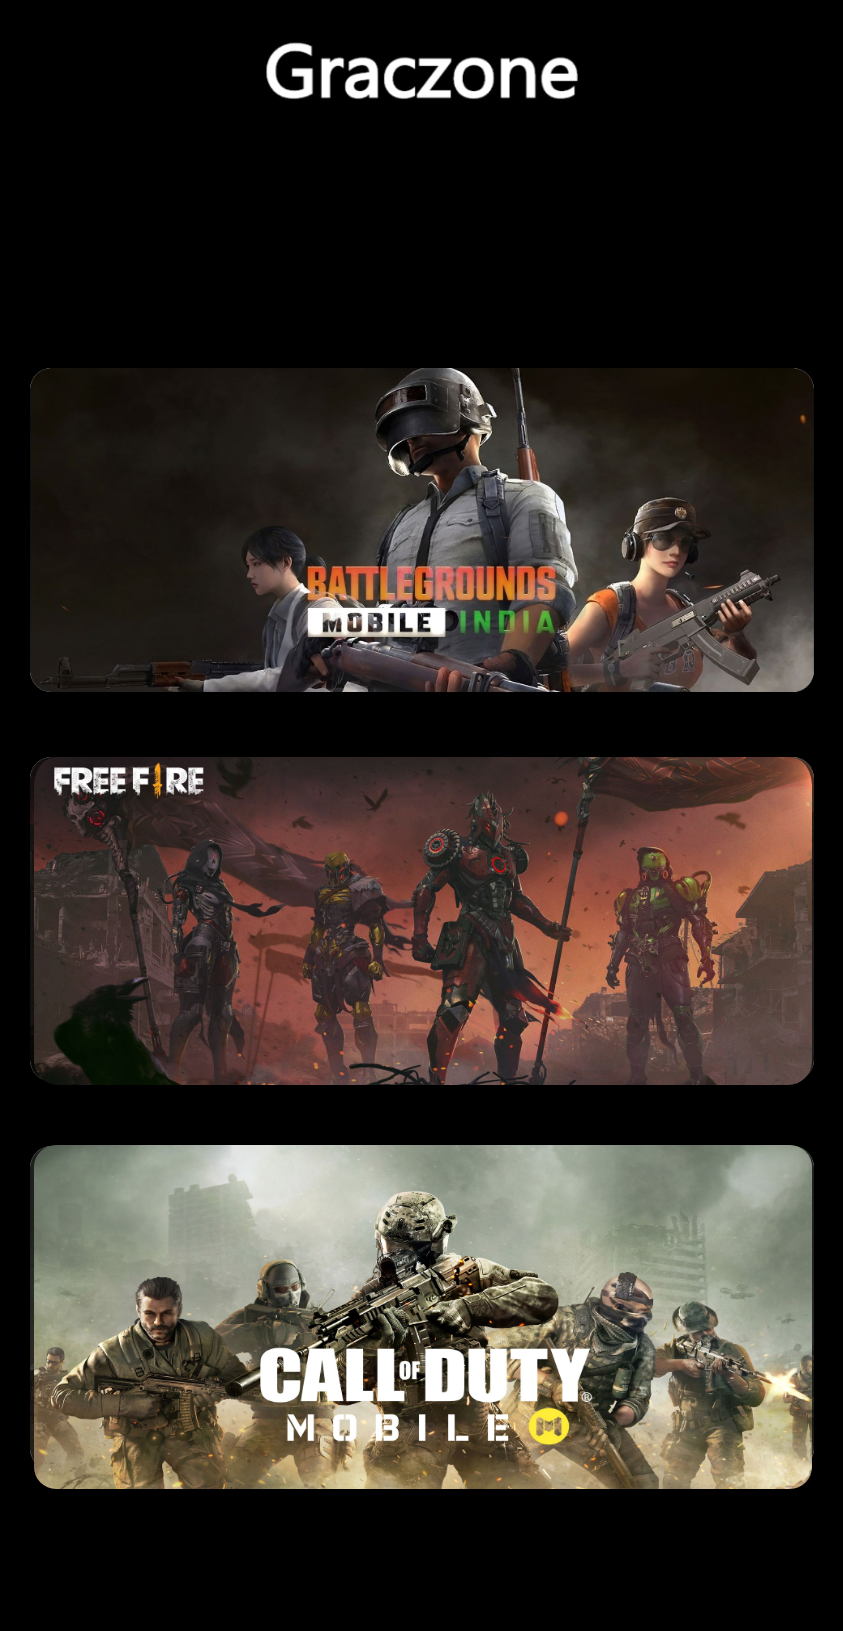 Graczone
BATTLEGROUNDS
MOBILE INDIA
FREE FIRE
CALL OF DUTY®
MOBILE